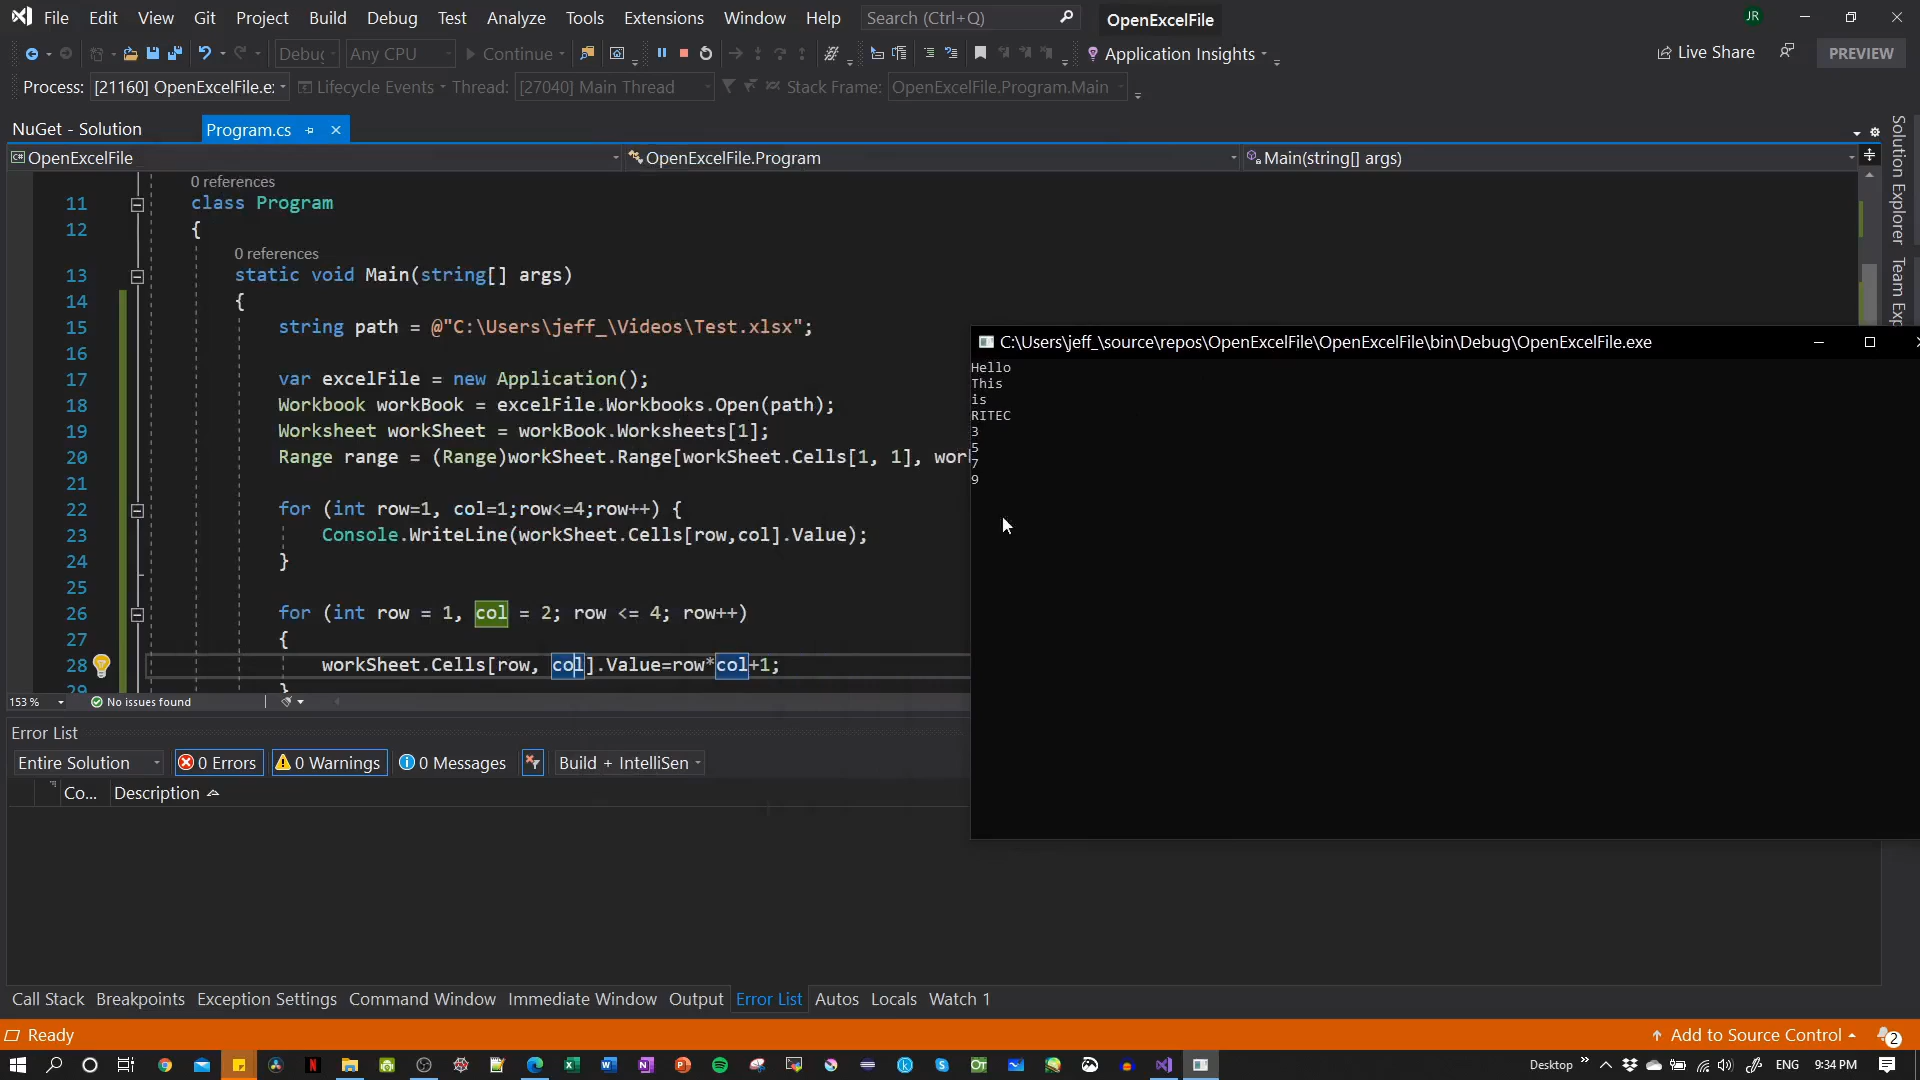 File Edit View Git Project Build Debug Test Analyze Tools Extensions Window Help Search (Ctrl+Q) OpenExcelFile JR
Debug Any CPU Continue Application Insights Live Share PREVIEW
Process: [21160] OpenExcelFile.e: Lifecycle Events Thread: [27040] Main Thread Stack Frame: OpenExcelFile.Program.Main
NuGet - Solution Program.cs
OpenExcelFile OpenExcelFile.Program Main(string[] args)
Solution Explorer
Team Exp
0 references
11 class Program
12 {
0 references
13 static void Main(string[] args)
14 {
15 string path = @"C:\Users\jeff_\Videos\Test.xlsx";
16
17 var excelFile = new Application();
18 Workbook workBook = excelFile.Workbooks.Open(path);
19 Worksheet workSheet = workBook.Worksheets[1];
20 Range range = (Range)workSheet.Range[workSheet.Cells[1, 1], work
21
22 for (int row=1, col=1;row<=4;row++) {
23 Console.WriteLine(workSheet.Cells[row,col].Value);
24 }
25
26 for (int row = 1, col = 2; row <= 4; row++)
27 {
28 workSheet.Cells[row, col].Value=row*col+1;
29 }
C:\Users\jeff_\source\repos\OpenExcelFile\OpenExcelFile\bin\Debug\OpenExcelFile.exe
Hello
This
is
RITEC
3
5
7
9
153 % No issues found
Error List
Entire Solution 0 Errors 0 Warnings 0 Messages Build + IntelliSen
Co... Description
Call Stack Breakpoints Exception Settings Command Window Immediate Window Output Error List Autos Locals Watch 1
Ready Add to Source Control 2
Desktop ENG 9:34 PM 2